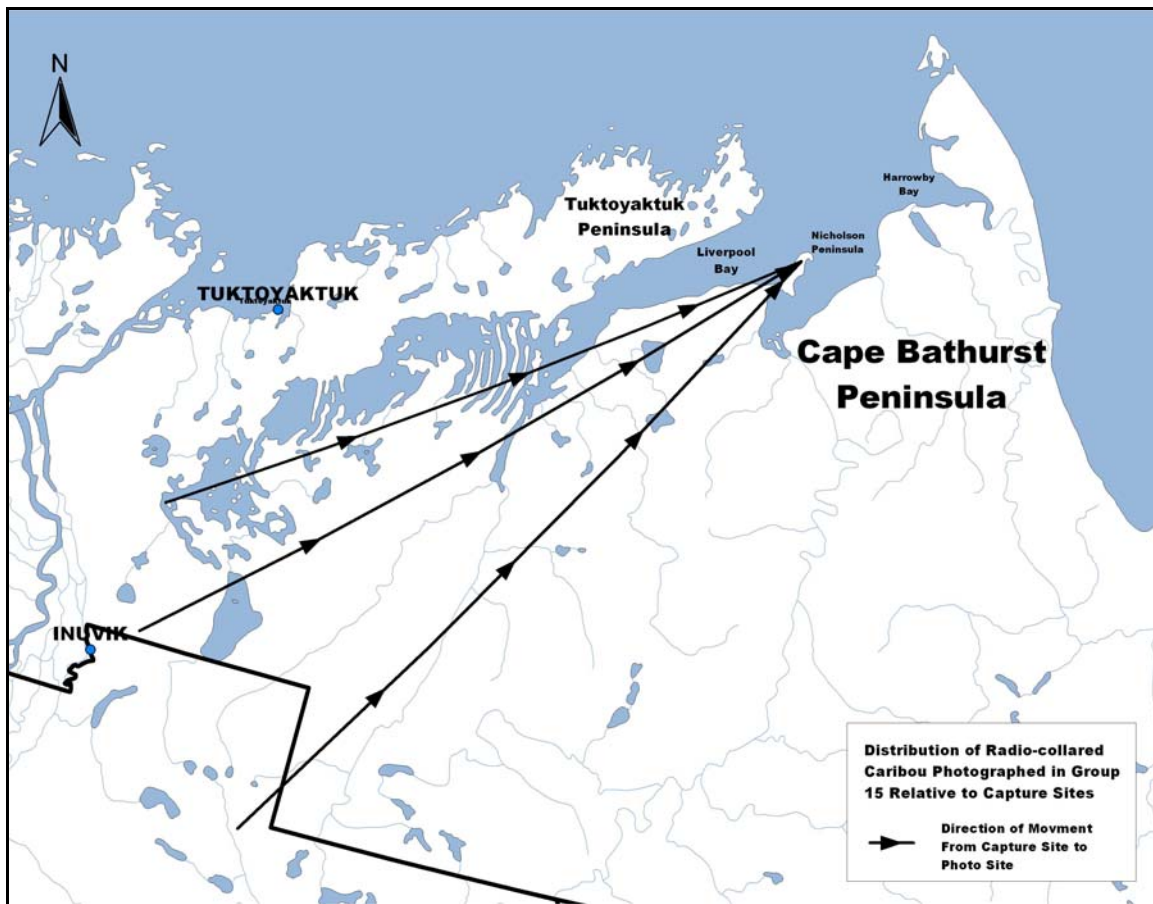 N
Harrowby
Bay
Tuktoyaktuk
Peninsula
Nicholson
Peninsula
Liverpool
Bay
TUKTOYAKTUK
Tuktoyaktuk
Cape Bathurst
Peninsula
INUVIK
Distribution of Radio-collared
Caribou Photographed in Group
15 Relative to Capture Sites
Direction of Movment
From Capture Site to
Photo Site